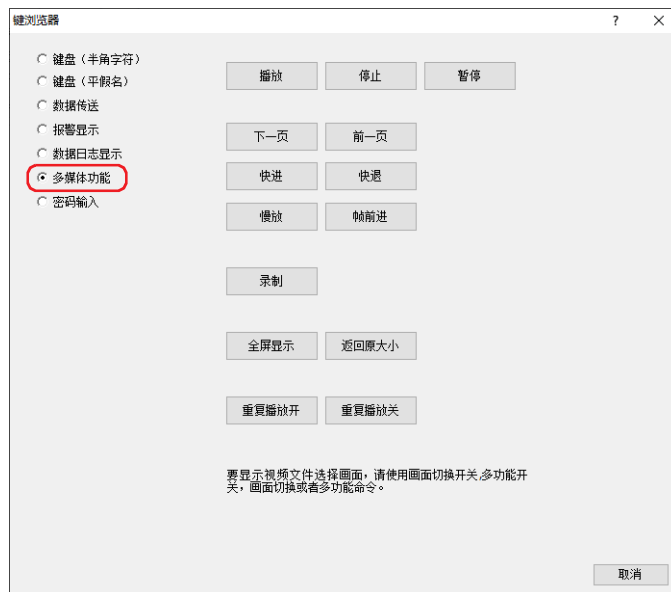 键浏览器
? ×
键盘（半角字符）
键盘（平假名）
数据传送
报警显示
数据日志显示
多媒体功能
密码输入
播放 停止 暂停
下一页 前一页
快进 快退
慢放 帧前进
录制
全屏显示 返回原大小
重复播放开 重复播放关
要显示视频文件选择画面，请使用画面切换开关,多功能开
关，画面切换或者多功能命令。
取消